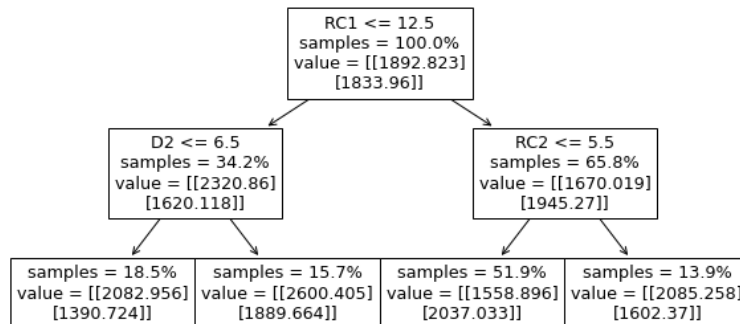 RC1 <= 12.5
samples = 100.0%
value = [[1892.823]
[1833.96]]
D2 <= 6.5
samples = 34.2%
value = [[2320.86]
[1620.118]]
RC2 <= 5.5
samples = 65.8%
value = [[1670.019]
[1945.27]]
samples = 18.5%
value = [[2082.956]
[1390.724]]
samples = 15.7%
value = [[2600.405]
[1889.664]]
samples = 51.9%
value = [[1558.896]
[2037.033]]
samples = 13.9%
value = [[2085.258]
[1602.37]]